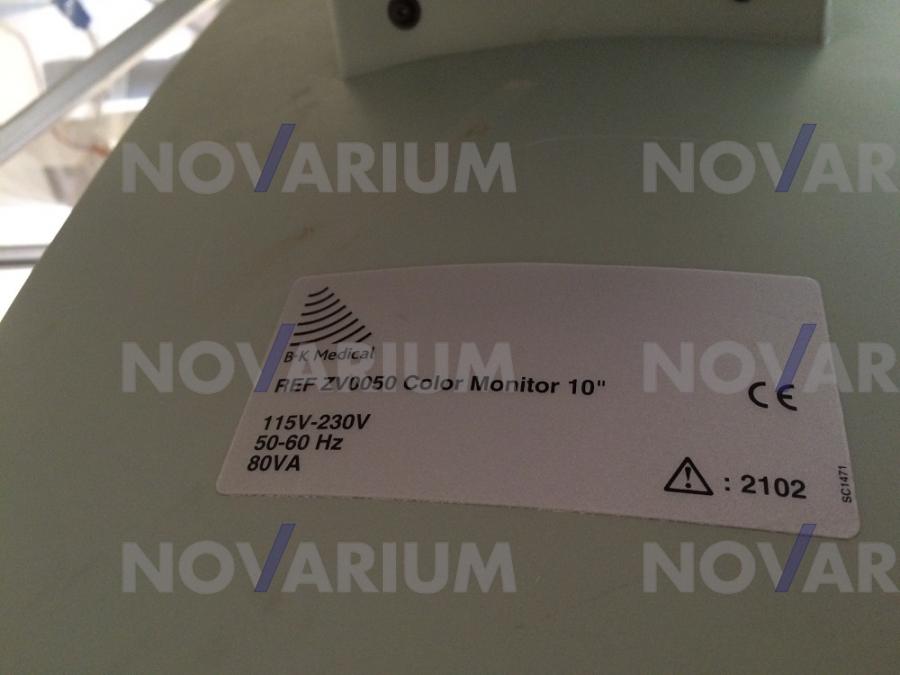 NOVARIUM NOVAR
B-K Medical
NOVARIUM NOVAR
REF ZV0050 Color Monitor 10"
CE
115V-230V
50-60 Hz
80VA
: 2102
SC1471
NOVARIUM NOVAR